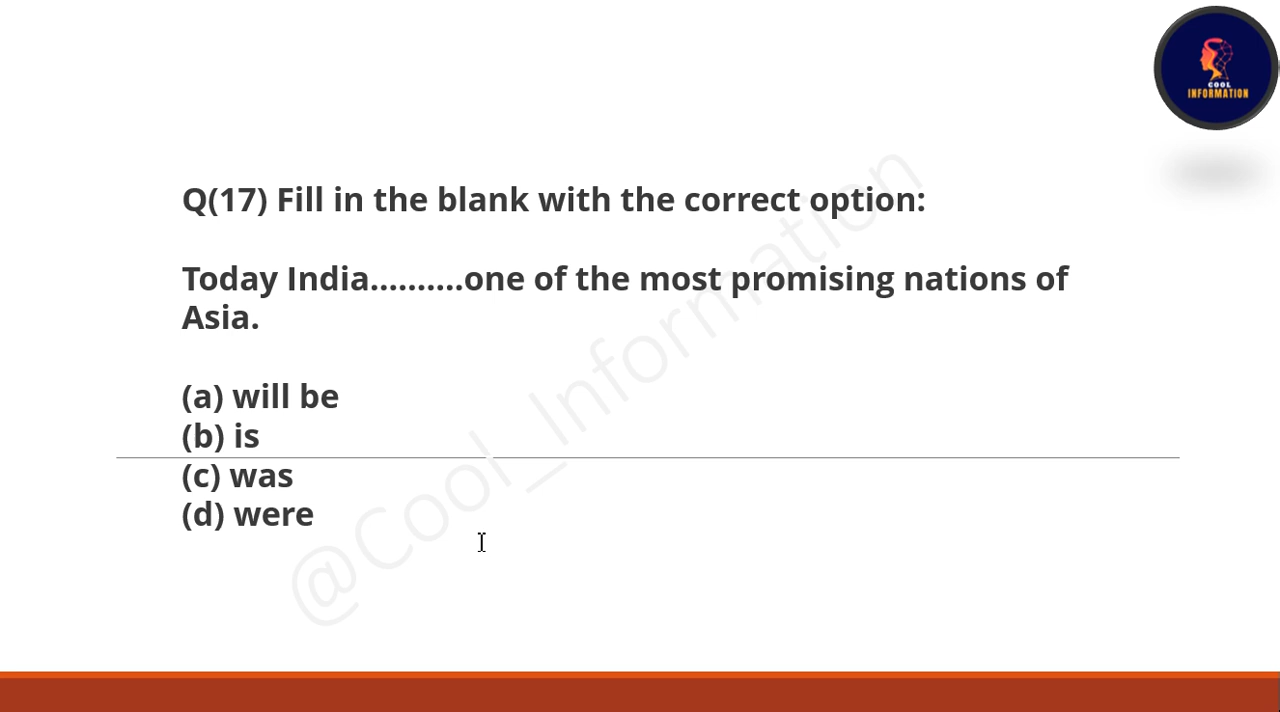 COOL
INFORMATION
Q(17) Fill in the blank with the correct option:
Today India..........one of the most promising nations of
Asia.
(a) will be
(b) is
(c) was
(d) were
@Cool_Information